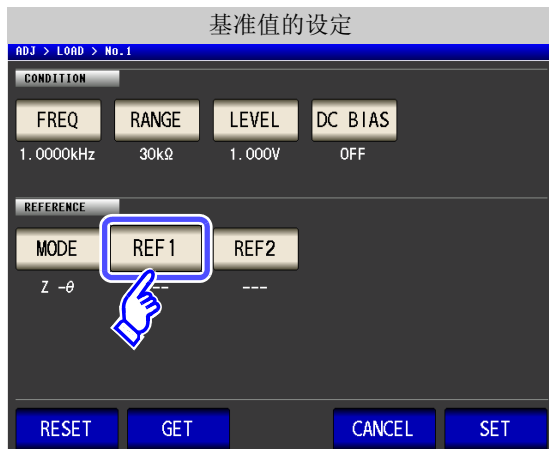 基准值的设定
ADJ > LOAD > No.1
CONDITION
FREQ RANGE LEVEL DC BIAS
1.0000kHz 30kΩ 1.000V OFF
REFERENCE
MODE REF1 REF2
Z -θ --- ---
RESET GET CANCEL SET